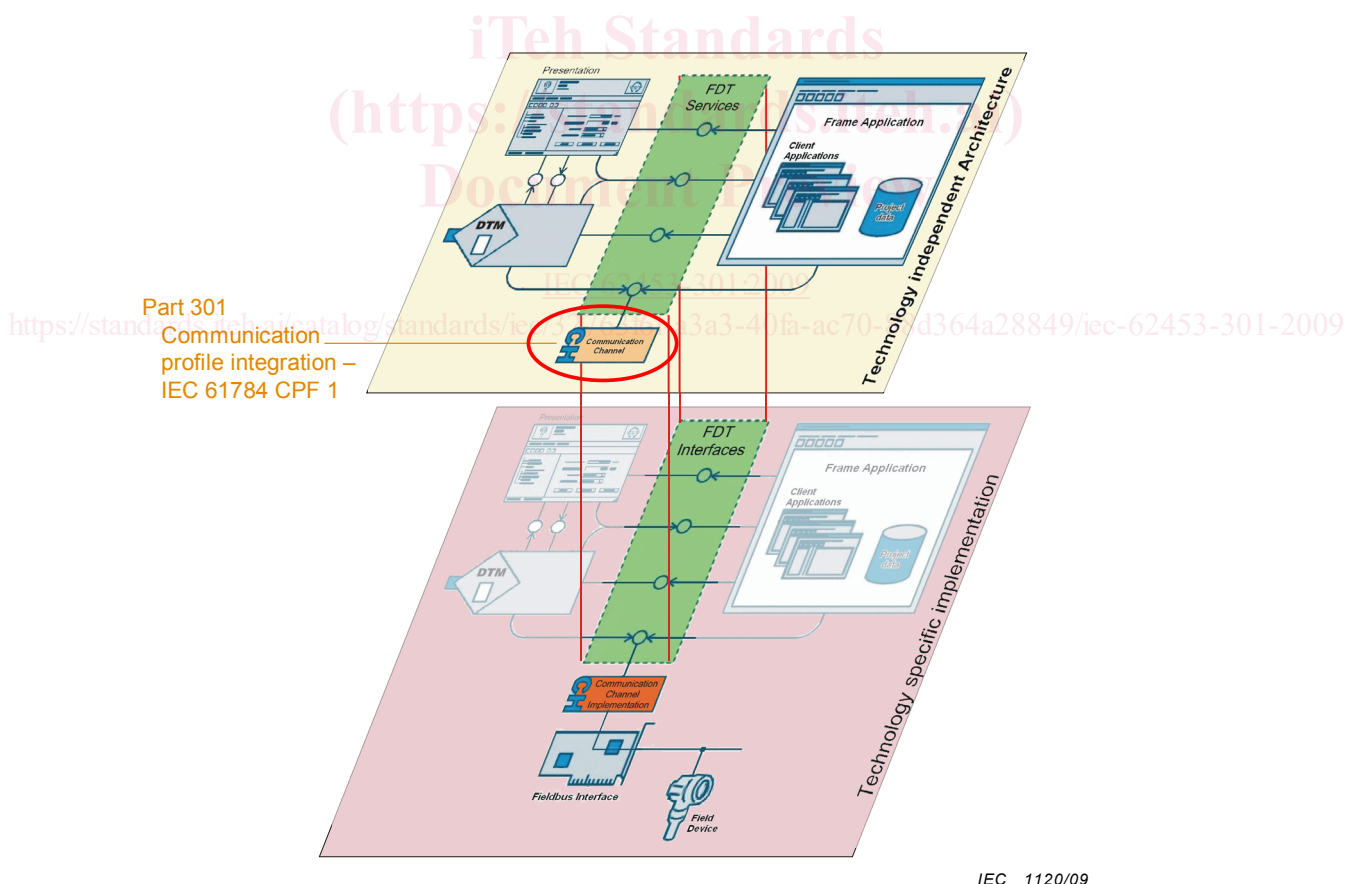 iTeh Standards
(https://standards.iteh.ai)
Document Preview
IEC 62453-301:2009
Presentation
FDT
Services
Frame Application
Client
Applications
Project
data
DTM
Technology independent Architecture
Part 301
Communication
profile integration –
IEC 61784 CPF 1
CH
Communication
Channel
Presentation
FDT
Interfaces
Frame Application
Client
Applications
Project
data
DTM
Technology specific implementation
CH
Communication
Channel
Implementation
Fieldbus Interface
Field
Device
IEC 1120/09